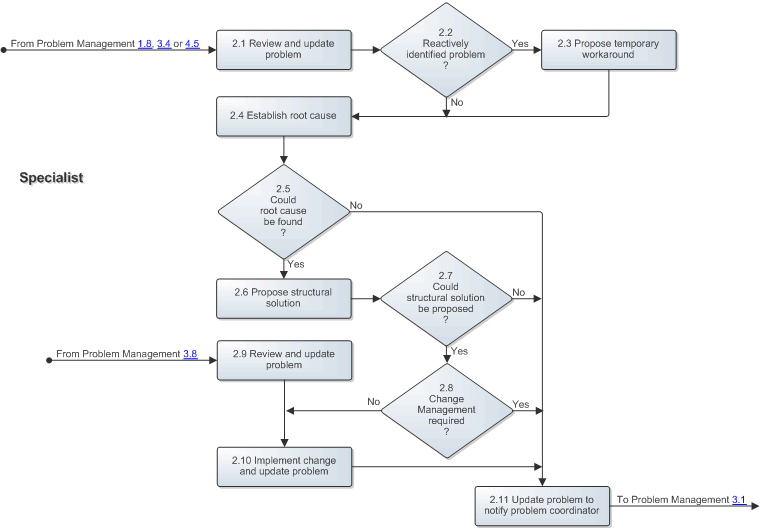 From Problem Management 1.8, 3.4 or 4.5
2.1 Review and update
problem
2.2
Reactively
identified problem
?
Yes
2.3 Propose temporary
workaround
No
2.4 Establish root cause
Specialist
2.5
Could
root cause
be found
?
No
Yes
2.6 Propose structural
solution
2.7
Could
structural solution
be proposed
?
No
Yes
From Problem Management 3.8
2.9 Review and update
problem
2.8
Change
Management
required
?
No
Yes
2.10 Implement change
and update problem
2.11 Update problem to
notify problem coordinator
To Problem Management 3.1